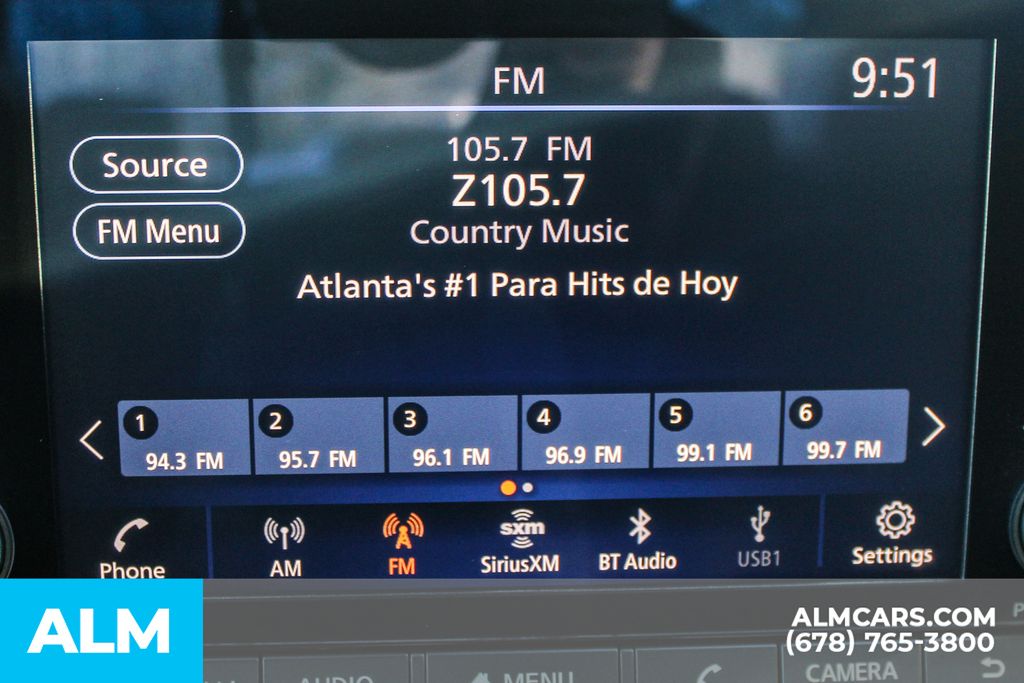 FM
9:51
Source
FM Menu
105.7 FM
Z105.7
Country Music
Atlanta's #1 Para Hits de Hoy
1
94.3 FM
2
95.7 FM
3
96.1 FM
4
96.9 FM
5
99.1 FM
6
99.7 FM
Phone
AM
FM
sxm
SiriusXM
BT Audio
USB1
Settings
ALM
ALMCARS.COM
(678) 765-3800
AUDIO
MENU
CAMERA